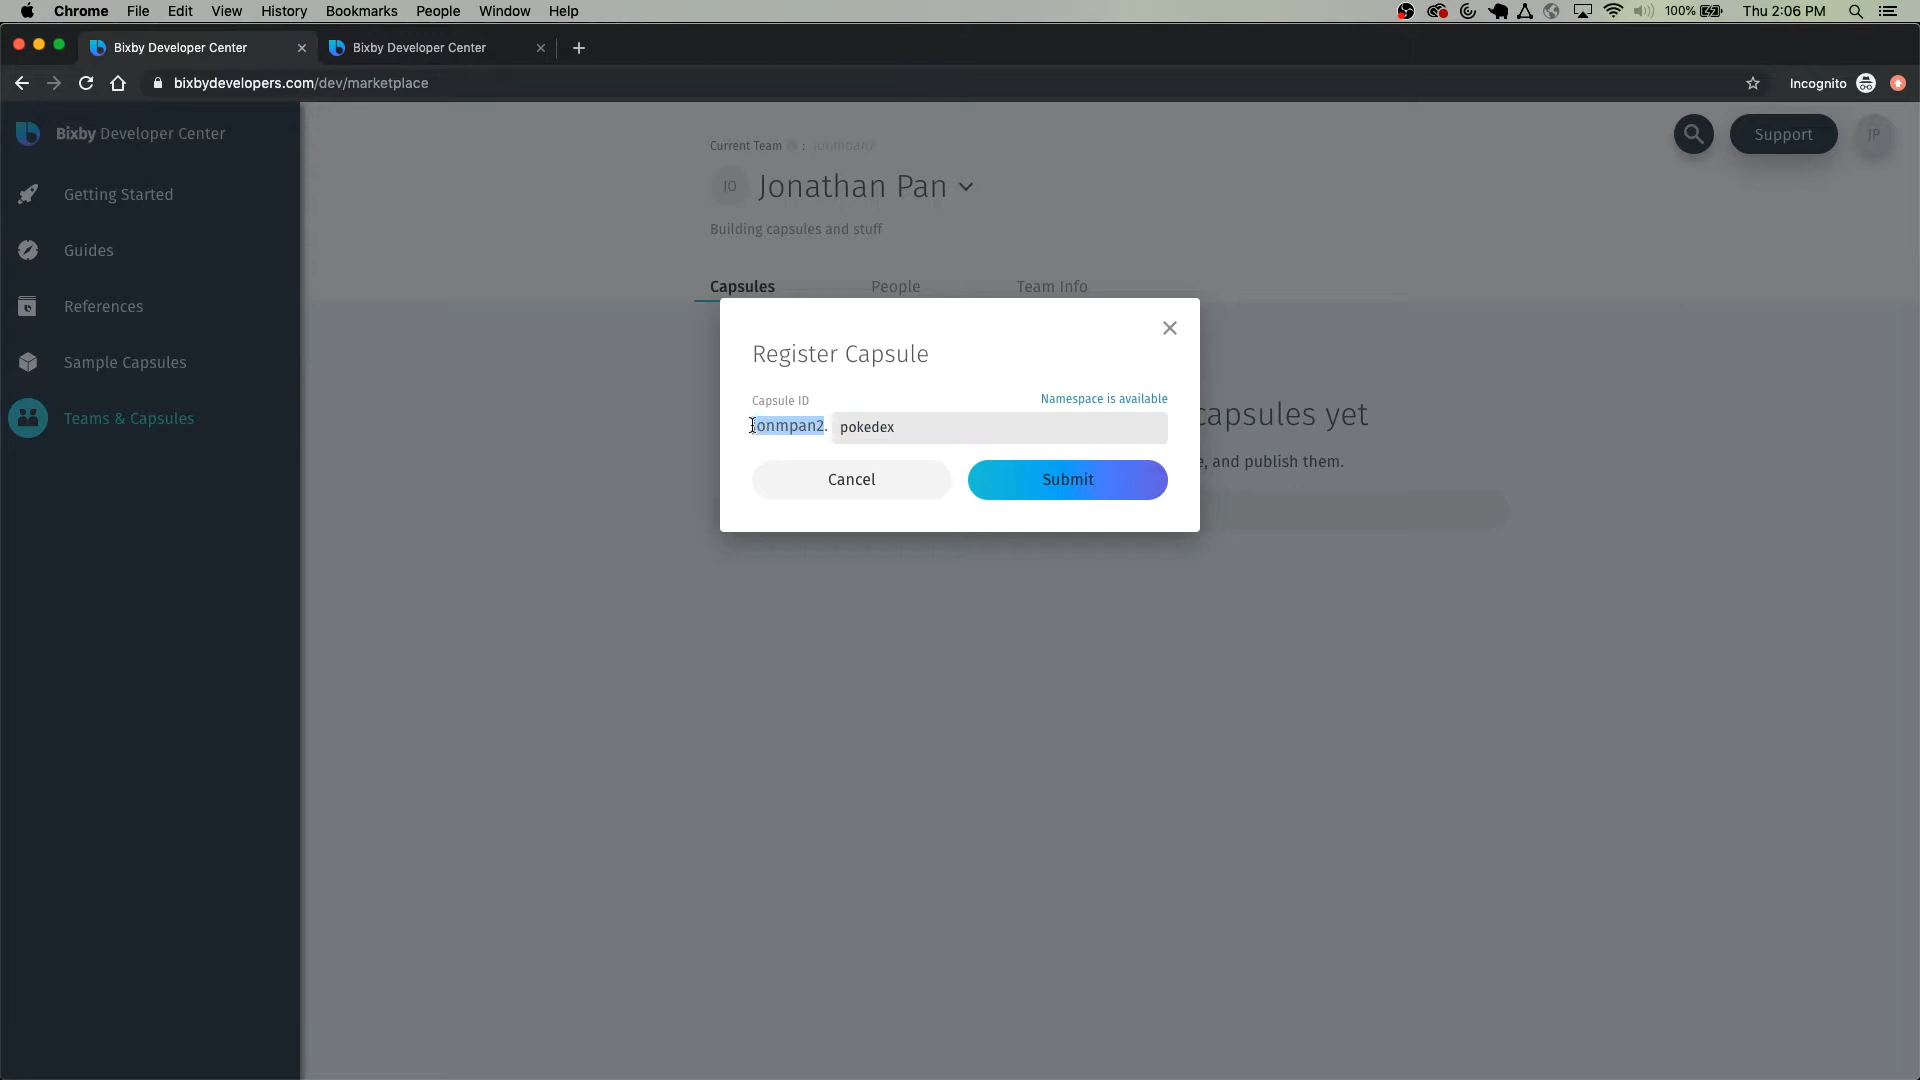 Chrome File Edit View History Bookmarks People Window Help
100% Thu 2:06 PM
Bixby Developer Center
Bixby Developer Center
bixbydevelopers.com/dev/marketplace
Incognito
Bixby Developer Center
Getting Started
Guides
References
Sample Capsules
Teams & Capsules
Current Team : jonmpan2
JO Jonathan Pan
Building capsules and stuff
Support
JP
Capsules People Team Info
capsules yet
, and publish them.
Register Capsule
Capsule ID
Namespace is available
jonmpan2. pokedex
Cancel
Submit